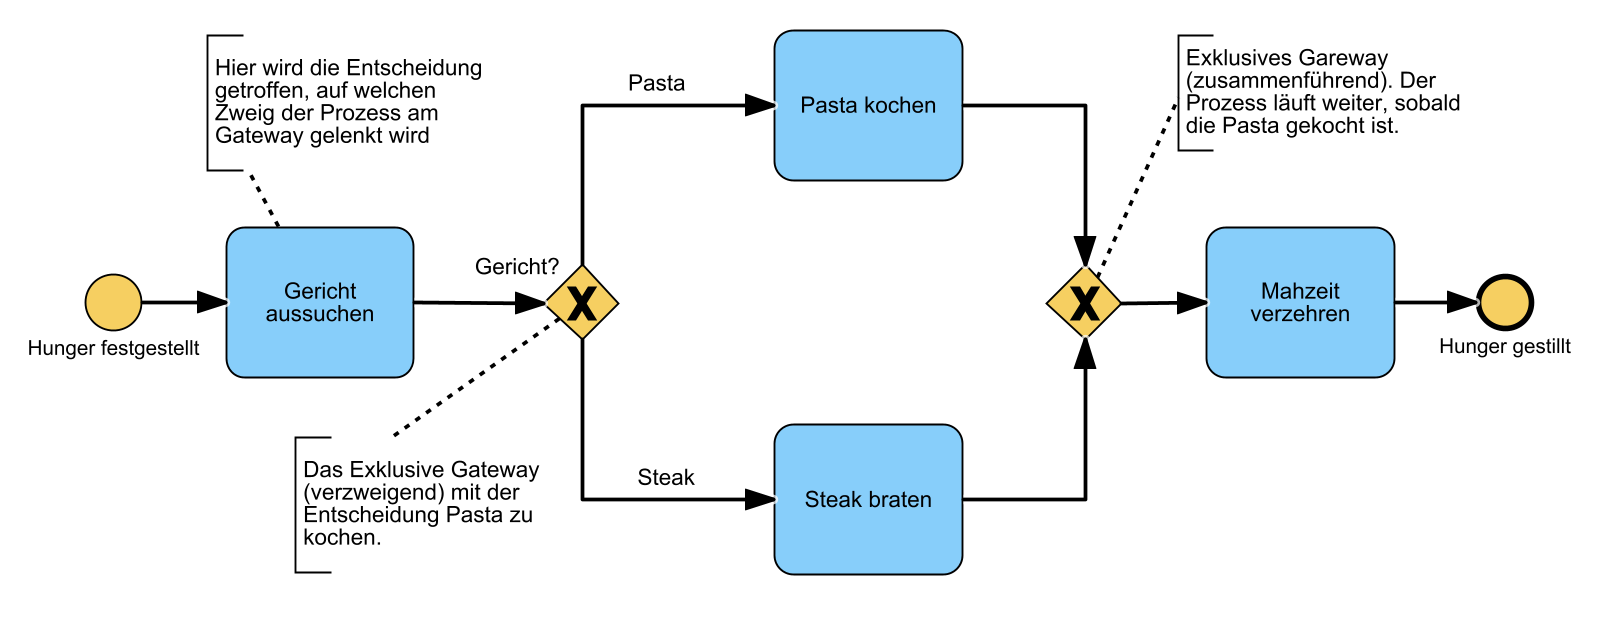 Hier wird die Entscheidung
getroffen, auf welchen
Zweig der Prozess am
Gateway gelenkt wird
Pasta
Pasta kochen
Exklusives Gareway
(zusammenführend). Der
Prozess läuft weiter, sobald
die Pasta gekocht ist.
Hunger festgestellt
Gericht
aussuchen
Gericht?
X
X
Mahzeit
verzehren
Hunger gestillt
Das Exklusive Gateway
(verzweigend) mit der
Entscheidung Pasta zu
kochen.
Steak
Steak braten